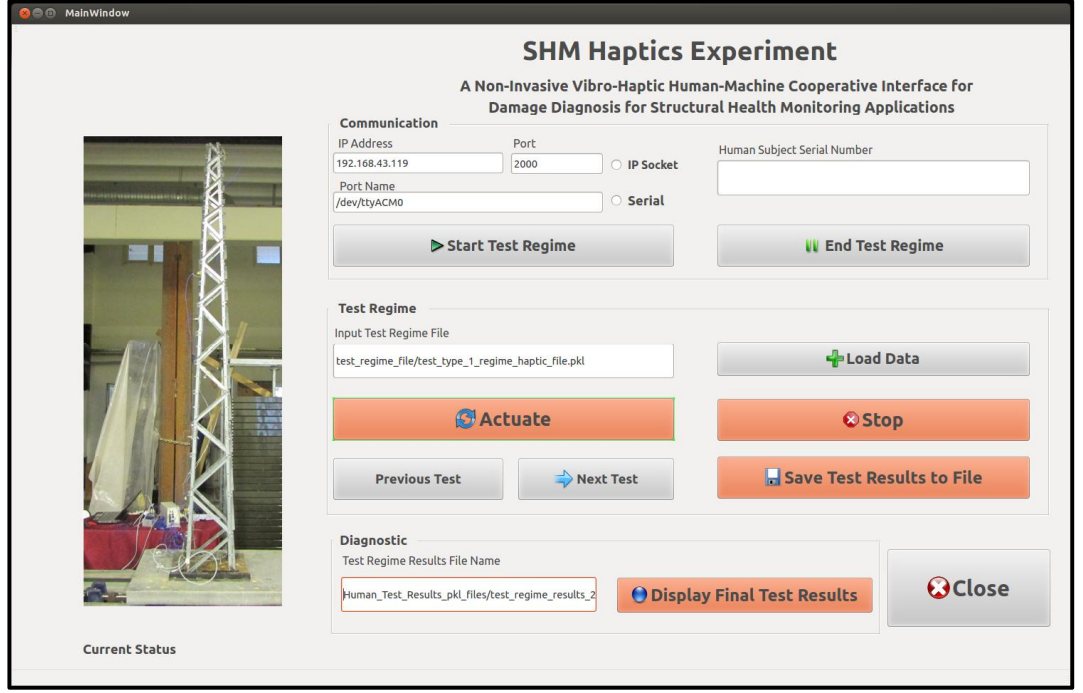 MainWindow
SHM Haptics Experiment
A Non-Invasive Vibro-Haptic Human-Machine Cooperative Interface for
Damage Diagnosis for Structural Health Monitoring Applications
Communication
IP Address
Port
192.168.43.119
2000
IP Socket
Human Subject Serial Number
Port Name
/dev/ttyACM0
Serial
Start Test Regime
End Test Regime
Test Regime
Input Test Regime File
test_regime_file/test_type_1_regime_haptic_file.pkl
Load Data
Actuate
Stop
Previous Test
Next Test
Save Test Results to File
Diagnostic
Test Regime Results File Name
Human_Test_Results_pkl_files/test_regime_results_2
Display Final Test Results
Close
Current Status